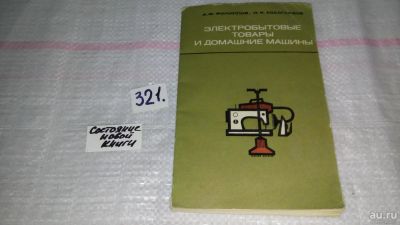 ЭЛЕКТРОБЫТОВЫЕ
ТОВАРЫ
И ДОМАШНИЕ МАШИНЫ
321.
Состояние
новой
книги
au.ru